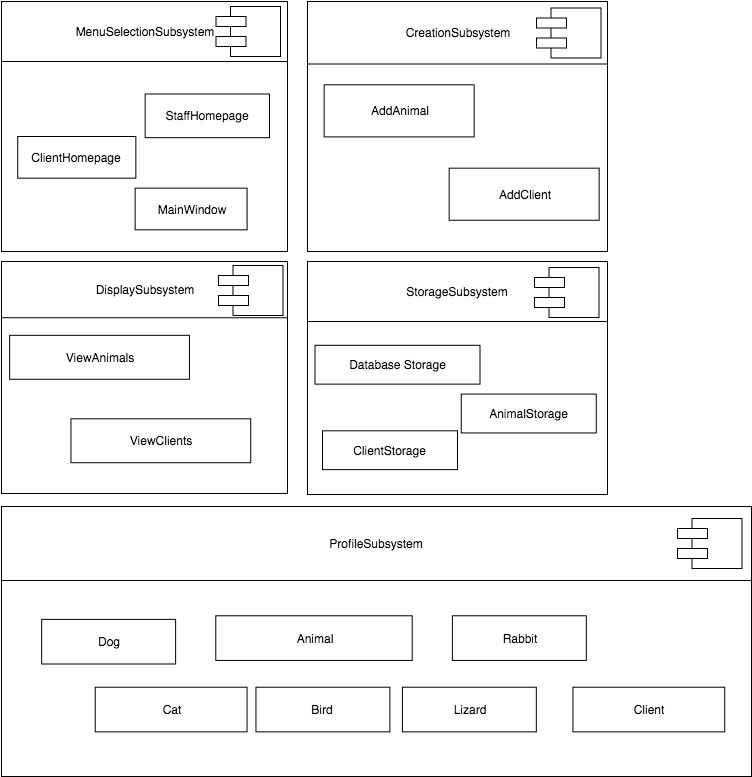 MenuSelectionSubsystem
StaffHomepage
ClientHomepage
MainWindow
CreationSubsystem
AddAnimal
AddClient
DisplaySubsystem
ViewAnimals
ViewClients
StorageSubsystem
Database Storage
AnimalStorage
ClientStorage
ProfileSubsystem
Dog
Animal
Rabbit
Cat
Bird
Lizard
Client